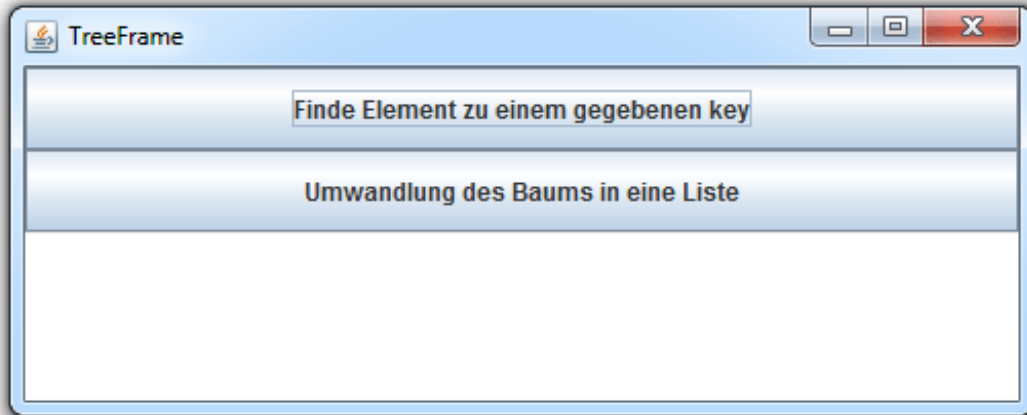 TreeFrame
Finde Element zu einem gegebenen key
Umwandlung des Baums in eine Liste